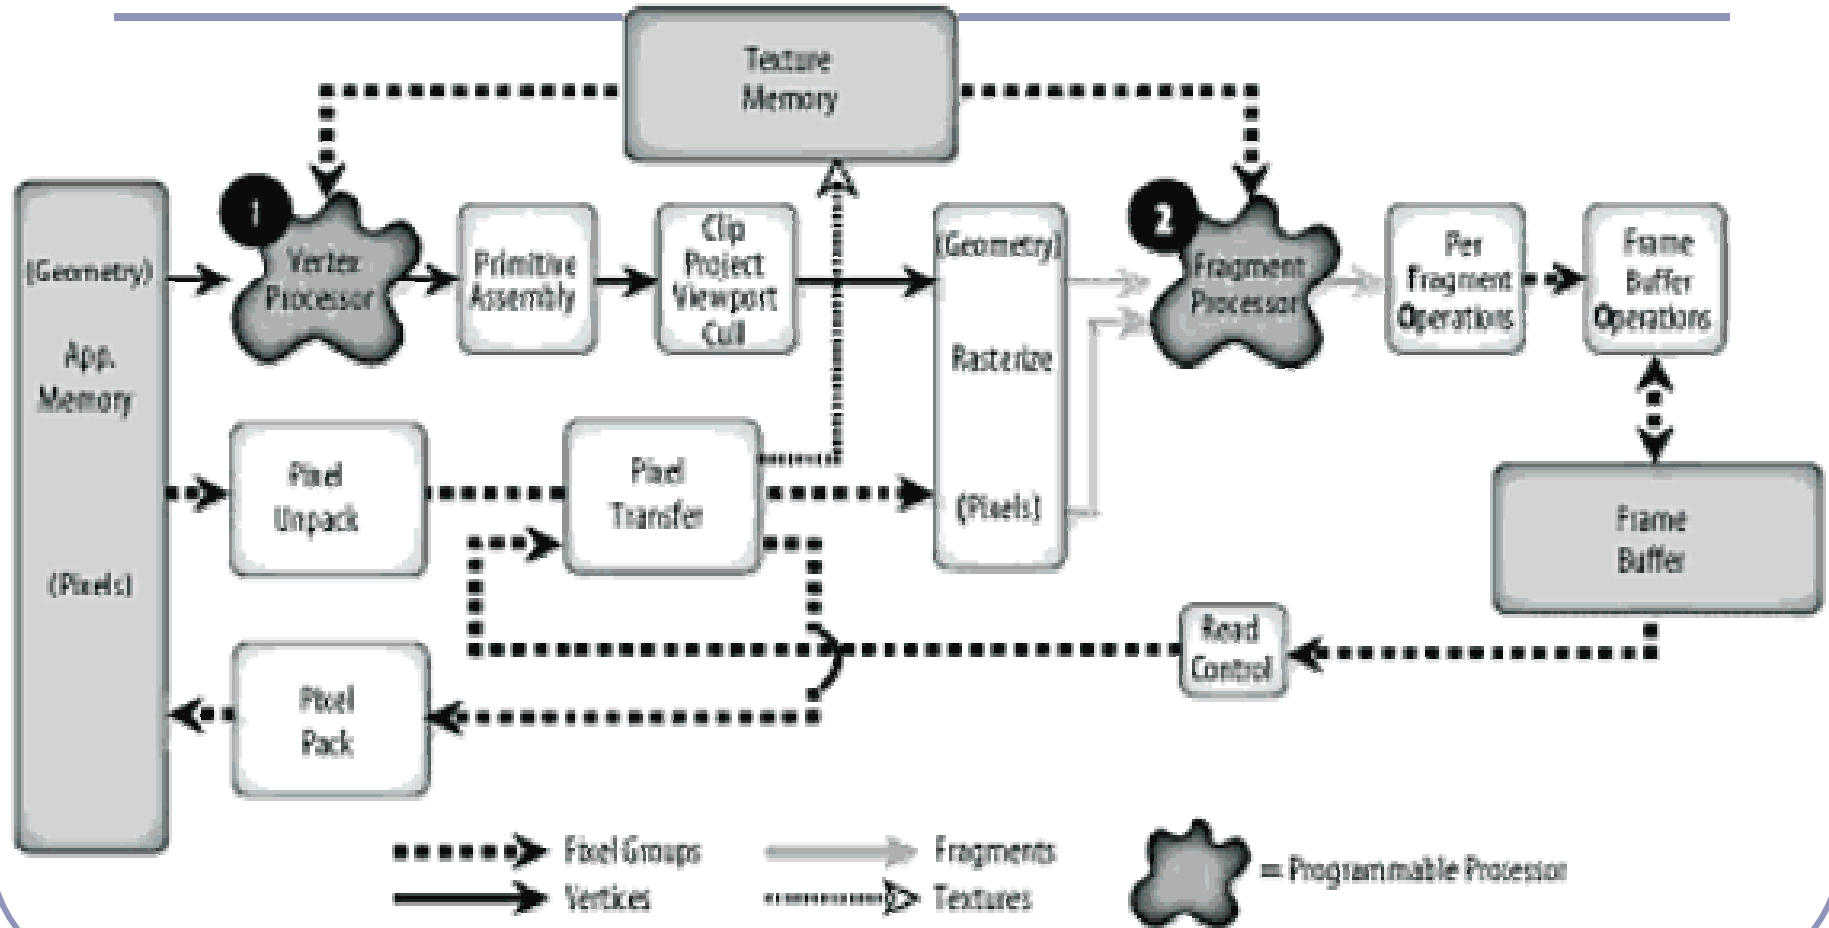 Texture
Memory
1
2
(Geometry)
App.
Memory
(Pixels)
Vertex
Processor
Primitive
Assembly
Clip
Project
Viewport
Cull
(Geometry)
Rasterize
(Pixels)
Fragment
Processor
Per
Fragment
Operations
Frame
Buffer
Operations
Pixel
Unpack
Pixel
Transfer
Frame
Buffer
Read
Control
Pixel
Pack
Pixel Groups
Vertices
Fragments
Textures
= Programmable Processor